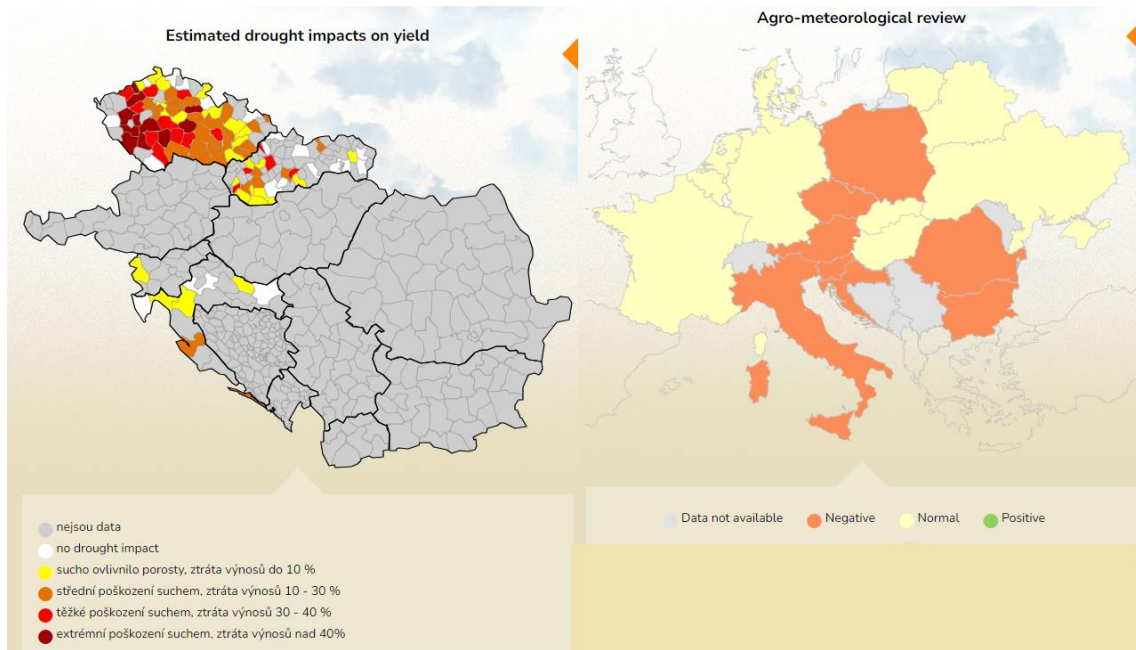 Estimated drought impacts on yield
nejsou data
no drought impact
sucho ovlivnilo porosty, ztráta výnosů do 10 %
střední poškození suchem, ztráta výnosů 10 - 30 %
těžké poškození suchem, ztráta výnosů 30 - 40 %
extrémní poškození suchem, ztráta výnosů nad 40%
Agro-meteorological review
Data not available Negative Normal Positive